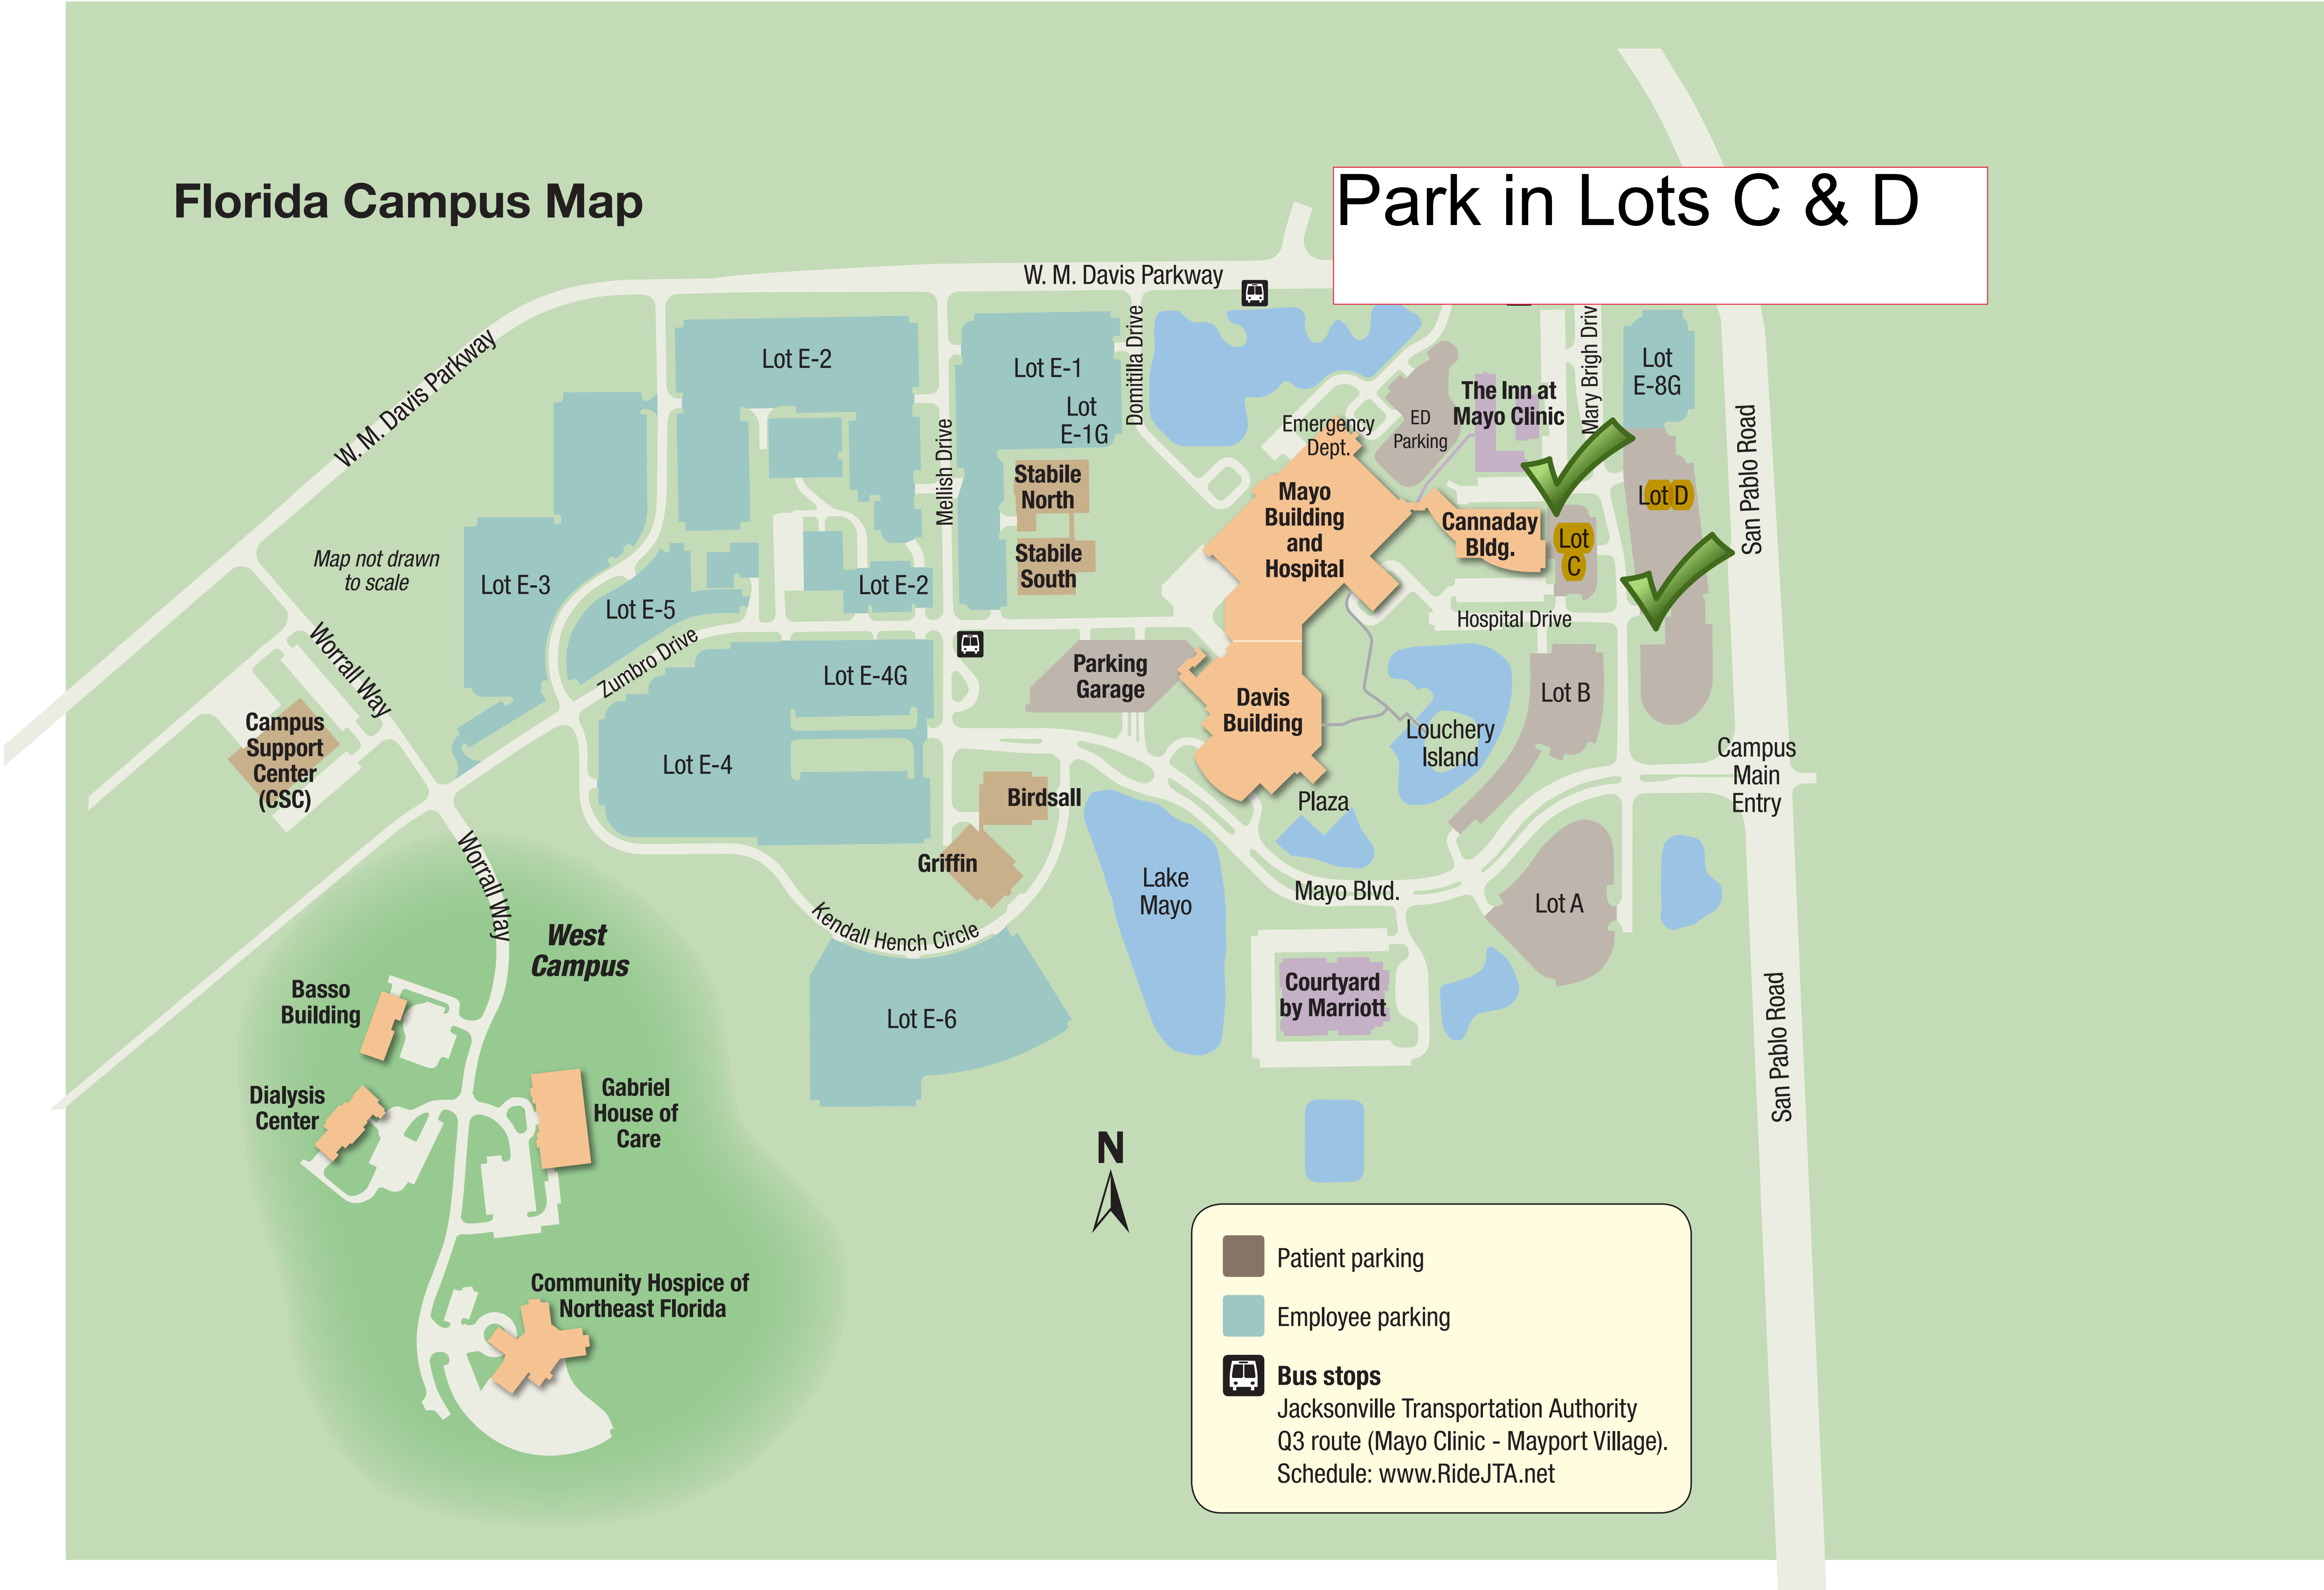 Florida Campus Map
Park in Lots C & D
W. M. Davis Parkway
W. M. Davis Parkway
Domitilla Drive
Mary Brigh Driv
Mellish Drive
San Pablo Road
Lot E-2
Lot E-1
Lot
E-1G
Lot
E-8G
The Inn at
Mayo Clinic
ED
Parking
Emergency
Dept.
Stabile
North
Stabile
South
Mayo
Building
and
Hospital
Cannaday
Bldg.
Lot D
Lot
C
Map not drawn
to scale
Lot E-3
Lot E-5
Lot E-2
Hospital Drive
Worrall Way
Zumbro Drive
Lot E-4G
Parking
Garage
Davis
Building
Lot B
Louchery
Island
Campus
Support
Center
(CSC)
Lot E-4
Campus
Main
Entry
Birdsall
Plaza
Griffin
Worrall Way
Lake
Mayo
Mayo Blvd.
Lot A
Kendall Hench Circle
West
Campus
Basso
Building
Lot E-6
Courtyard
by Marriott
San Pablo Road
Dialysis
Center
Gabriel
House of
Care
N
Community Hospice of
Northeast Florida
Patient parking
Employee parking
Bus stops
Jacksonville Transportation Authority
Q3 route (Mayo Clinic - Mayport Village).
Schedule: www.RideJTA.net